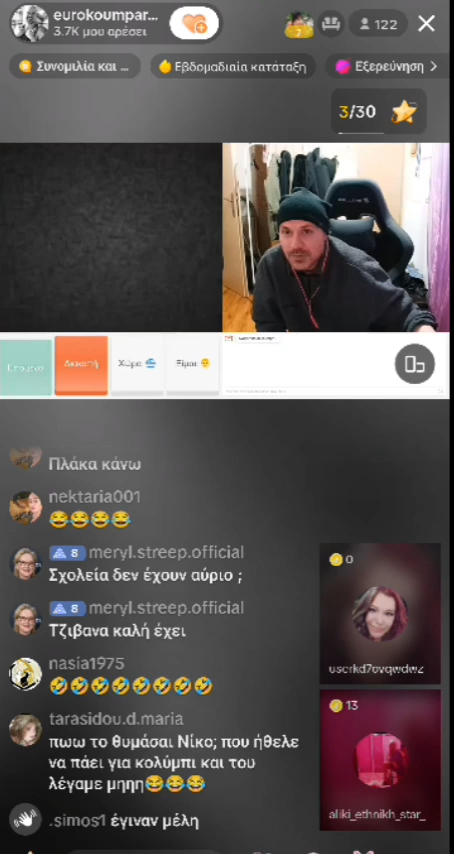 eurokoumpar...
3.7K μου αρέσει
122
Συνομιλία και ...
Εβδομαδιαία κατάταξη
Εξερεύνηση >
3/30
Διακοπή
Χώρα
Είμαι
Πλάκα κάνω
nektaria001
😂😂😂😂
8 meryl.streep.official
Σχολεία δεν έχουν αύριο ;
8 meryl.streep.official
Τζιβανα καλή έχει
nasia1975
🤣🤣🤣🤣🤣🤣🤣🤣
tarasidou.d.maria
πωω το θυμάσαι Νίκο; που ήθελε
να πάει για κολύμπι και του
λέγαμε μηηη😂😂😂
.simos1 έγιναν μέλη
0
userkd7ovqwdwz
13
aliki_ethnikh_star_